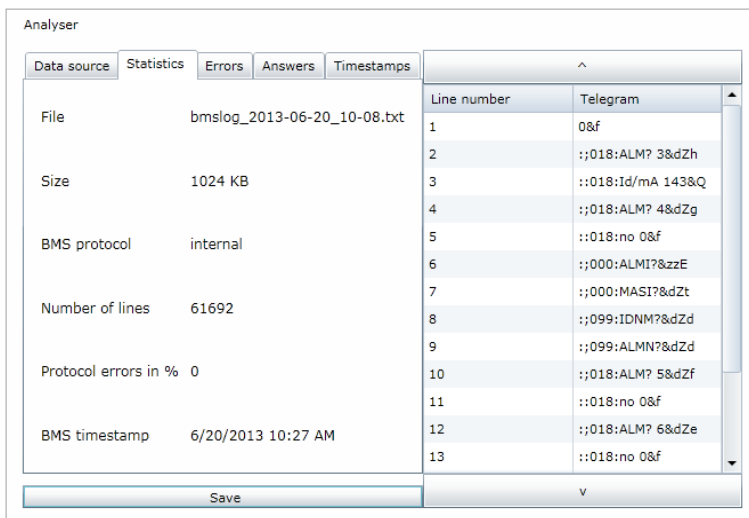 Analyser
Data source Statistics Errors Answers Timestamps
File bmslog_2013-06-20_10-08.txt
Size 1024 KB
BMS protocol internal
Number of lines 61692
Protocol errors in % 0
BMS timestamp 6/20/2013 10:27 AM
Save
^
Line number Telegram
1 0&f
2 :;018:ALM? 3&dZh
3 ::018:Id/mA 143&Q
4 :;018:ALM? 4&dZg
5 ::018:no 0&f
6 :;000:ALMI?&zzE
7 :;000:MASI?&dZt
8 :;099:IDNM?&dZd
9 :;099:ALMN?&dZd
10 :;018:ALM? 5&dZf
11 ::018:no 0&f
12 :;018:ALM? 6&dZe
13 ::018:no 0&f
v